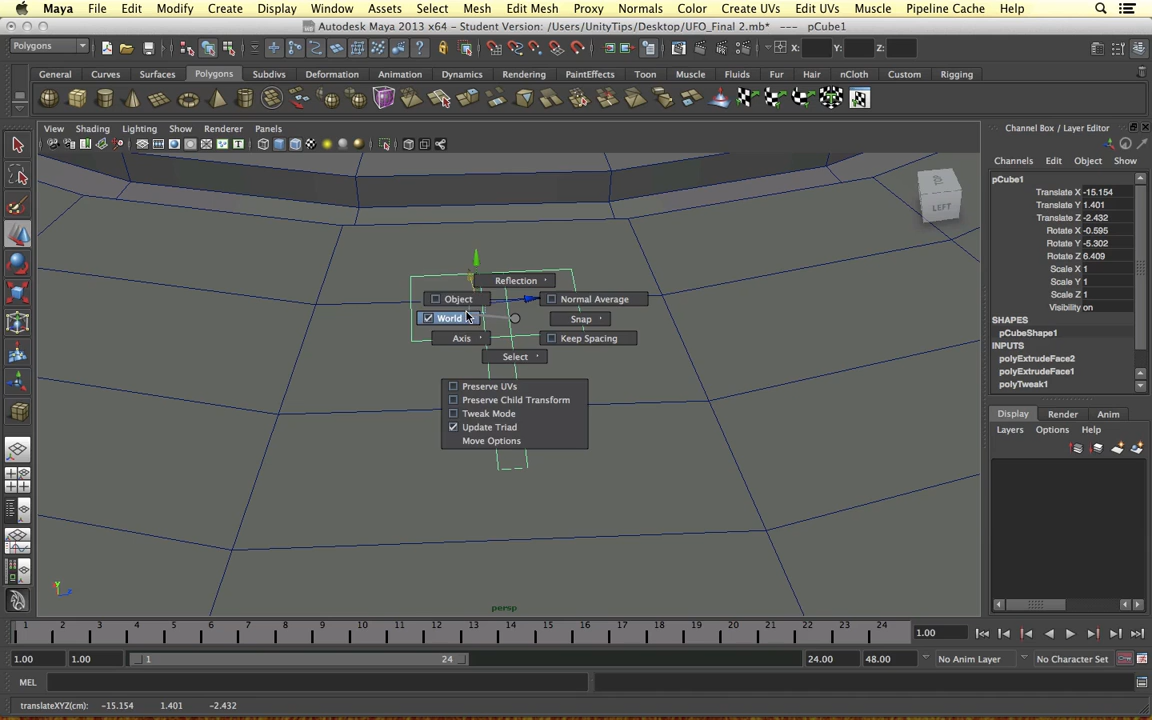 Maya File Edit Modify Create Display Window Assets Select Mesh Edit Mesh Proxy Normals Color Create UVs Edit UVs Muscle Pipeline Cache Help
Autodesk Maya 2013 x64 - Student Version: /Users/UnityTips/Desktop/UFO_Final 2.mb* --- pCube1
Polygons X: Y: Z:
General Curves Surfaces Polygons Subdivs Deformation Animation Dynamics Rendering PaintEffects Toon Muscle Fluids Fur Hair nCloth Custom Rigging
View Shading Lighting Show Renderer Panels
Channel Box / Layer Editor
Channels Edit Object Show
pCube1
Translate X -15.154
Translate Y 1.401
Translate Z -2.432
Rotate X -0.595
Rotate Y -5.302
Rotate Z 6.409
Scale X 1
Scale Y 1
Scale Z 1
Visibility on
SHAPES
pCubeShape1
INPUTS
polyExtrudeFace2
polyExtrudeFace1
polyTweak1
LEFT
Reflection
Object Normal Average
World Snap
Axis Keep Spacing
Select
Preserve UVs
Preserve Child Transform
Tweak Mode
Update Triad
Move Options
Display Render Anim
Layers Options Help
Y
persp
1 2 3 4 5 6 7 8 9 10 11 12 13 14 15 16 17 18 19 20 21 22 23 24 1.00
1.00 1.00 1 24 24.00 48.00 No Anim Layer No Character Set
MEL
translateXYZ(cm): -15.154 1.401 -2.432